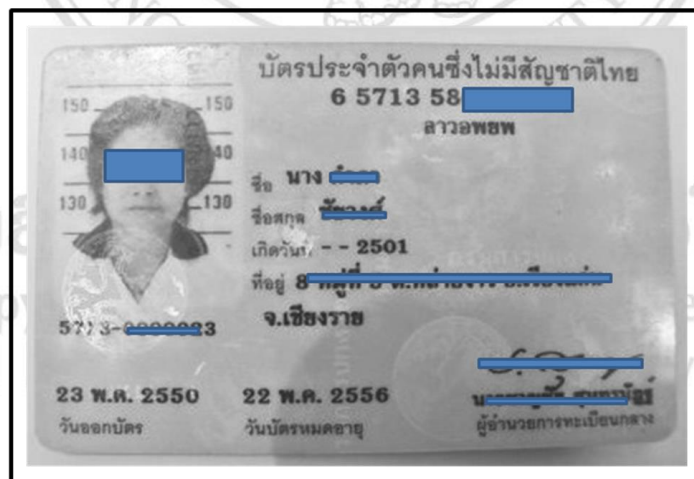 บัตรประจำตัวคนซึ่งไม่มีสัญชาติไทย
6 5713 58
ลาวอพยพ
150 150
140 40
130 130
ชื่อ นาง
ชื่อสกุล
เกิดวันที่ - - 2501
ที่อยู่ 8
จ.เชียงราย
5713- 23
23 พ.ค. 2550 22 พ.ค. 2556
วันออกบัตร วันบัตรหมดอายุ ผู้อำนวยการทะเบียนกลาง